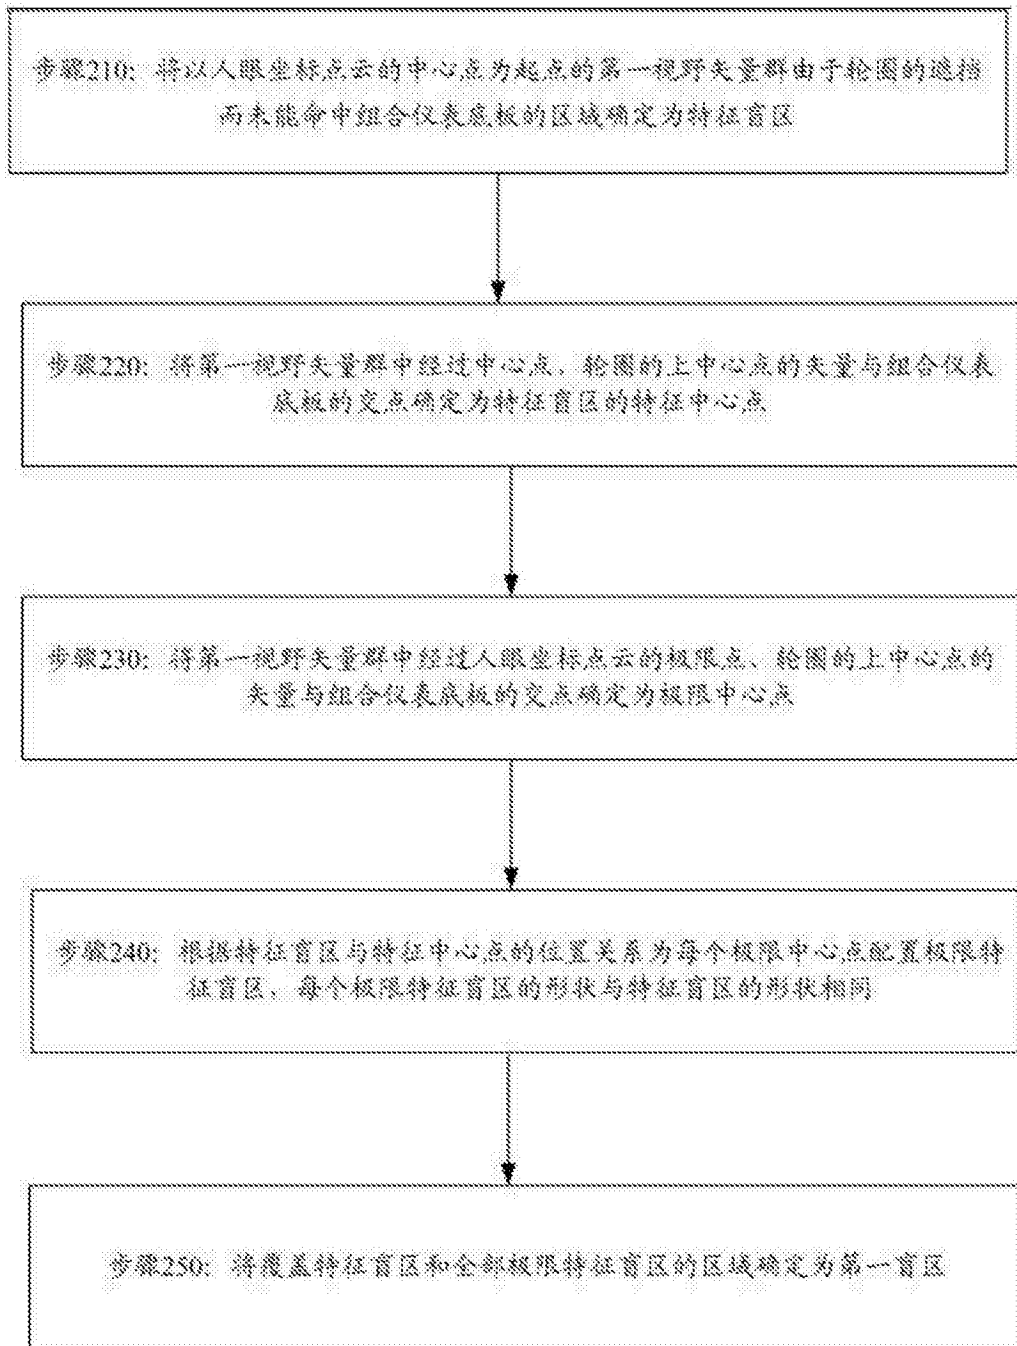 步骤210：将以人眼坐标点云的中心点为起点的第一视野矢量群由于轮圈的遮挡
而未能命中组合仪表底板的区域确定为特征盲区
步骤220：将第一视野矢量群中经过中心点、轮圈的上中心点的矢量与组合仪表
底板的交点确定为特征盲区的特征中心点
步骤230：将第一视野矢量群中经过人眼坐标点云的极限点、轮圈的上中心点的
矢量与组合仪表底板的交点确定为极限中心点
步骤240：根据特征盲区与特征中心点的位置关系为每个极限中心点配置极限特
征盲区，每个极限特征盲区的形状与特征盲区的形状相同
步骤250：将覆盖特征盲区和全部极限特征盲区的区域确定为第一盲区